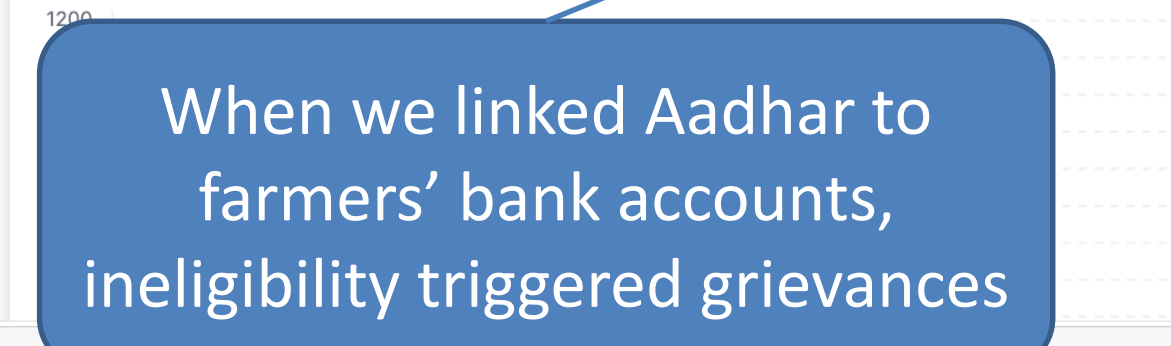 1200
When we linked Aadhar to
farmers’ bank accounts,
ineligibility triggered grievances